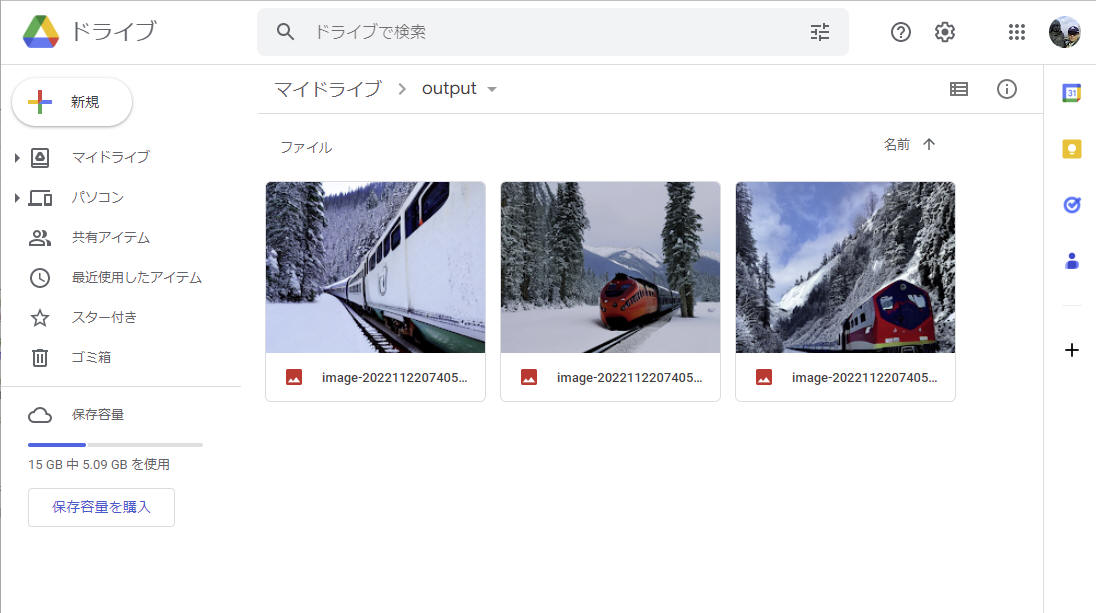 ドライブ
ドライブで検索
新規
マイドライブ
パソコン
共有アイテム
最近使用したアイテム
スター付き
ゴミ箱
保存容量
15 GB 中 5.09 GB を使用
保存容量を購入
マイドライブ
output
ファイル
名前
image-2022112207405…
image-2022112207405…
image-2022112207405…
31